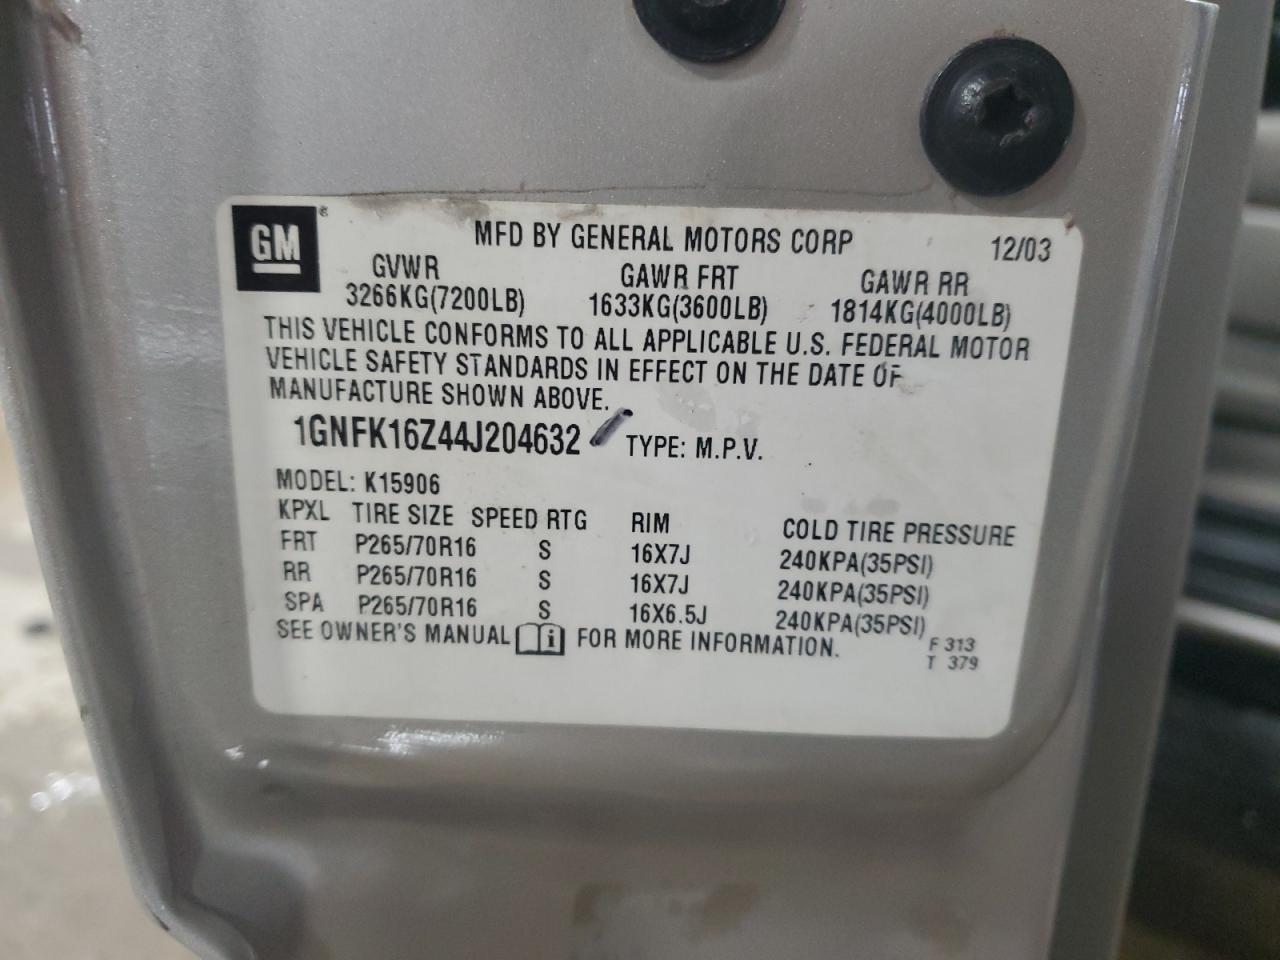 GM ®
MFD BY GENERAL MOTORS CORP 12/03
GVWR GAWR FRT GAWR RR
3266KG(7200LB) 1633KG(3600LB) 1814KG(4000LB)
THIS VEHICLE CONFORMS TO ALL APPLICABLE U.S. FEDERAL MOTOR
VEHICLE SAFETY STANDARDS IN EFFECT ON THE DATE OF
MANUFACTURE SHOWN ABOVE.
1GNFK16Z44J204632 TYPE: M.P.V.
MODEL: K15906
KPXL TIRE SIZE SPEED RTG RIM COLD TIRE PRESSURE
FRT P265/70R16 S 16X7J 240KPA(35PSI)
RR P265/70R16 S 16X7J 240KPA(35PSI)
SPA P265/70R16 S 16X6.5J 240KPA(35PSI)
SEE OWNER'S MANUAL i FOR MORE INFORMATION.
F 313
T 379